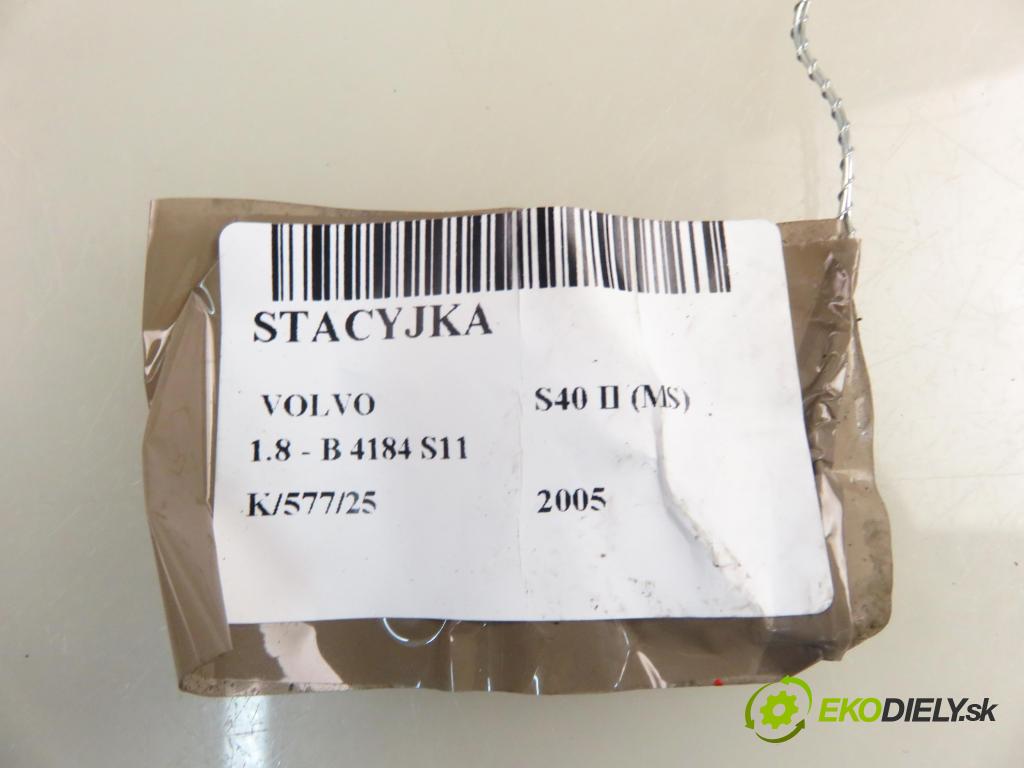 STACYJKA
VOLVO S40 II (MS)
1.8 - B 4184 S11
K/577/25 2005
EKODIELY.sk